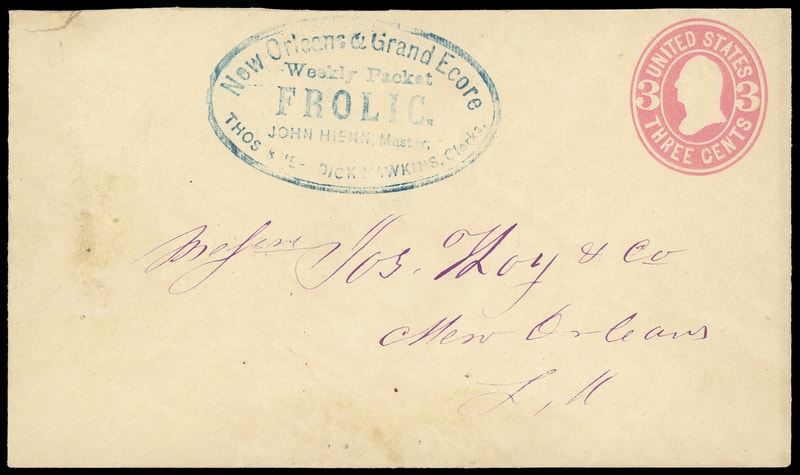 New Orleans & Grand Ecore
Weekly Packet
FROLIC.
JOHN HIENN, Master,
THOS DICK HAWKINS, Clerks.
UNITED STATES
3 3
THREE CENTS
Messrs Jos. Hoy & Co
New Orleans
L, A